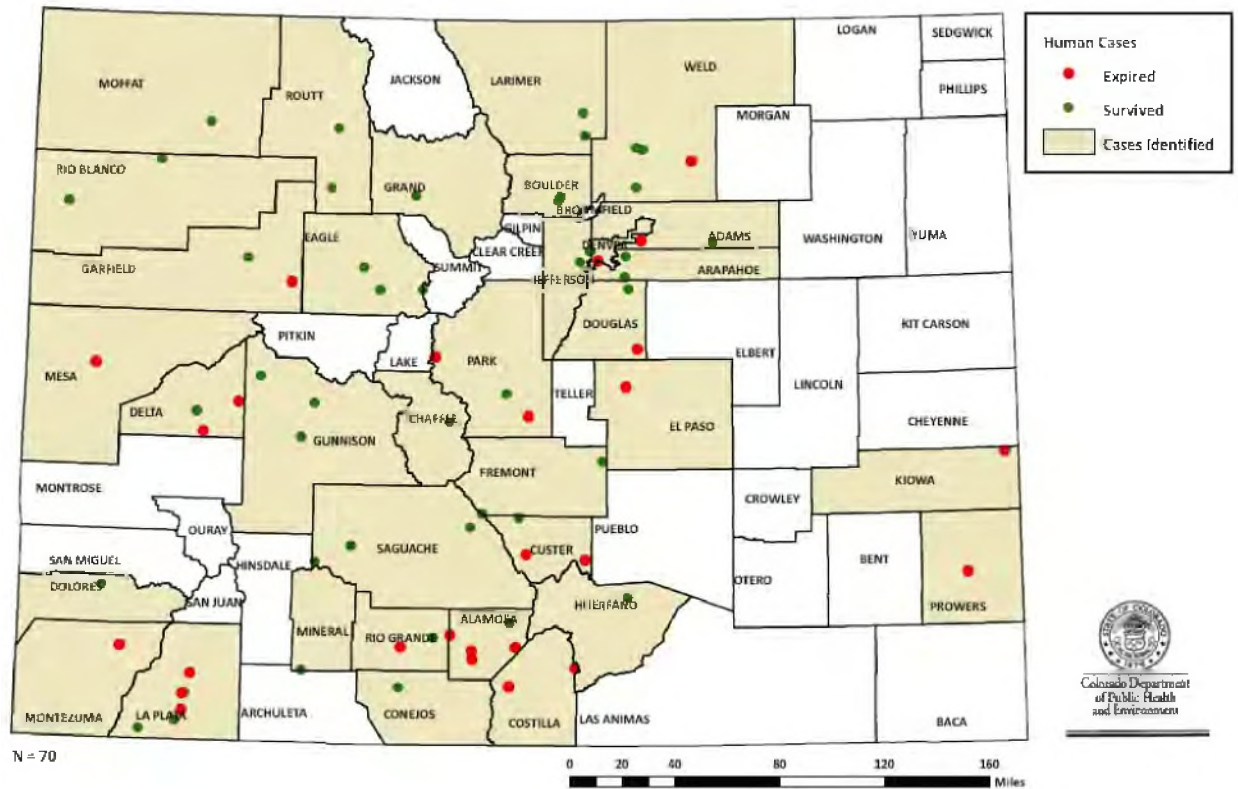 LOGAN
SEDGWICK
PHILLIPS
MOFFAT
ROUTT
JACKSON
LARIMER
WELD
MORGAN
RIO BLANCO
GRAND
BOULDER
BROOMFIELD
WASHINGTON
YUMA
GILPIN
CLEAR CREEK
DENVER
ADAMS
ARAPAHOE
JEFFERSON
GARFIELD
EAGLE
SUMMIT
DOUGLAS
ELBERT
KIT CARSON
PITKIN
LAKE
PARK
TELLER
LINCOLN
CHEYENNE
MESA
DELTA
GUNNISON
CHAFFEE
EL PASO
FREMONT
KIOWA
CROWLEY
MONTROSE
OURAY
SAN MIGUEL
HINSDALE
SAGUACHE
CUSTER
PUEBLO
OTERO
BENT
PROWERS
DOLORES
SAN JUAN
MINERAL
RIO GRANDE
ALAMOSA
HUERFANO
MONTEZUMA
LA PLATA
ARCHULETA
CONEJOS
COSTILLA
LAS ANIMAS
BACA
Human Cases
Expired
Survived
Cases Identified
STATE OF COLORADO
1876
Colorado Department
of Public Health
and Environment
N = 70
0 20 40 80 120 160
Miles